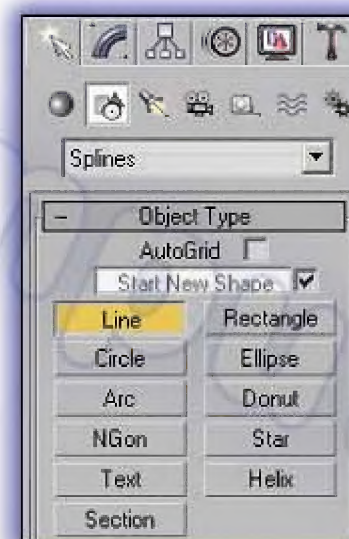 Splines
- Object Type
AutoGrid
Start New Shape
Line Rectangle
Circle Ellipse
Arc Donut
NGon Star
Text Helix
Section